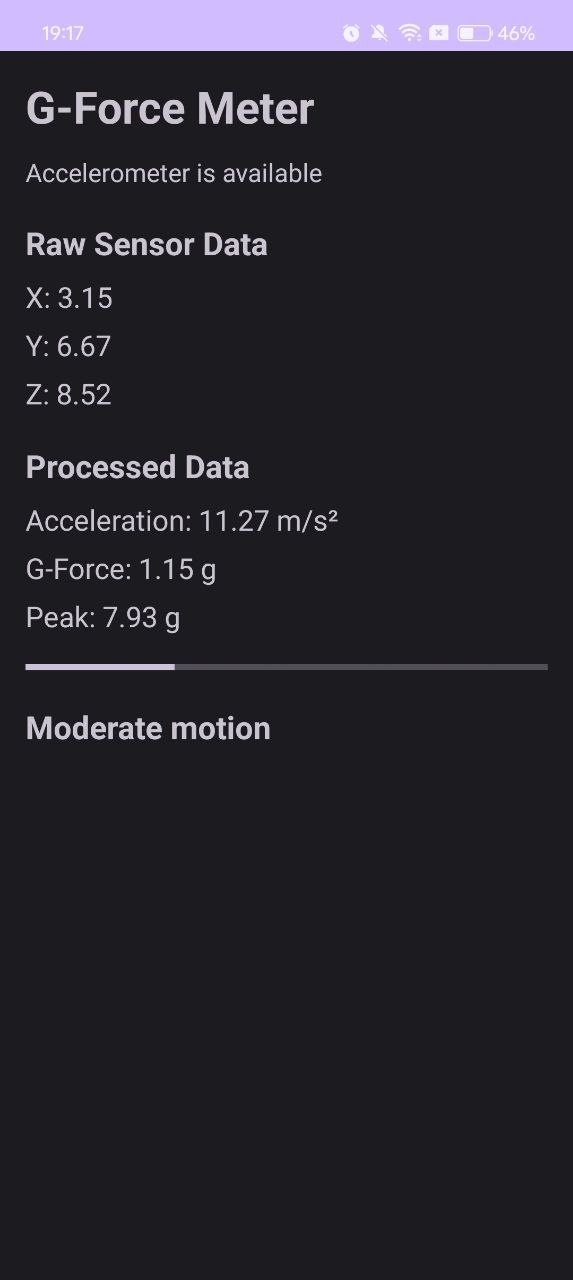 19:17
46%
G-Force Meter
Accelerometer is available
Raw Sensor Data
X: 3.15
Y: 6.67
Z: 8.52
Processed Data
Acceleration: 11.27 m/s²
G-Force: 1.15 g
Peak: 7.93 g
Moderate motion